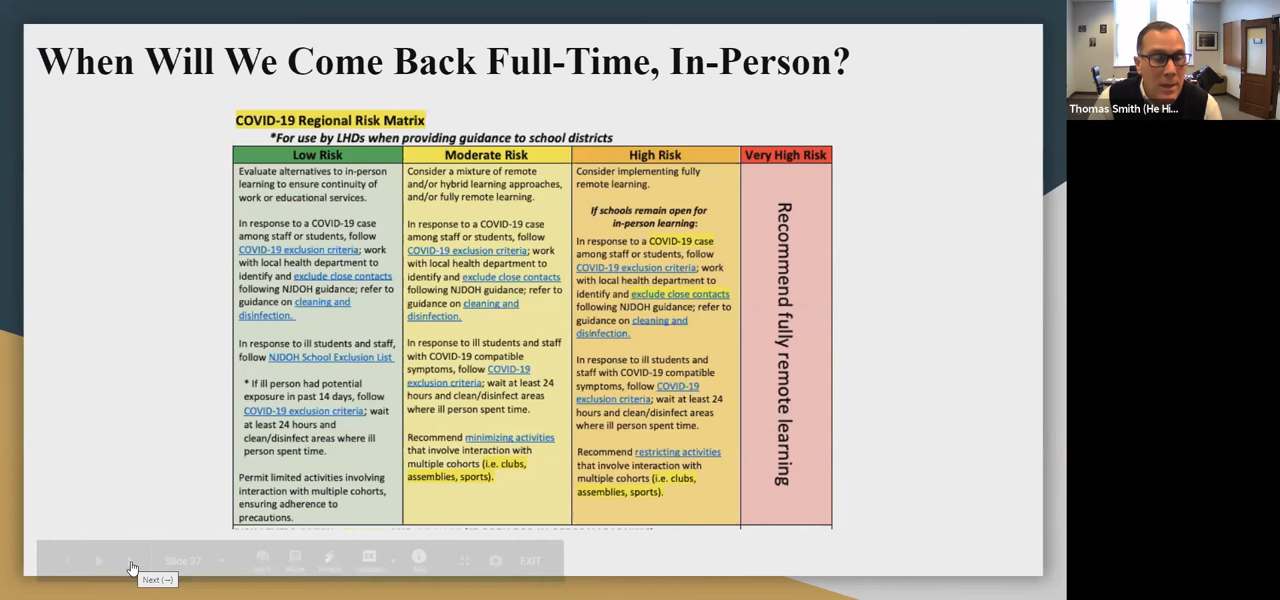 When Will We Come Back Full-Time, In-Person?
Thomas Smith (He Hi...
COVID-19 Regional Risk Matrix
*For use by LHDs when providing guidance to school districts
Low Risk
Evaluate alternatives to in-person
learning to ensure continuity of
work or educational services.
In response to a COVID-19 case
among staff or students, follow
COVID-19 exclusion criteria; work
with local health department to
identify and exclude close contacts
following NJDOH guidance; refer to
guidance on cleaning and
disinfection.
In response to ill students and staff,
follow NJDOH School Exclusion List
* If ill person had potential
exposure in past 14 days, follow
COVID-19 exclusion criteria; wait
at least 24 hours and
clean/disinfect areas where ill
person spent time.
Permit limited activities involving
interaction with multiple cohorts,
ensuring adherence to
precautions.
Moderate Risk
Consider a mixture of remote
and/or hybrid learning approaches,
and/or fully remote learning.
In response to a COVID-19 case
among staff or students, follow
COVID-19 exclusion criteria; work
with local health department to
identify and exclude close contacts
following NJDOH guidance; refer to
guidance on cleaning and
disinfection.
In response to ill students and staff
with COVID-19 compatible
symptoms, follow COVID-19
exclusion criteria; wait at least 24
hours and clean/disinfect areas
where ill person spent time.
Recommend minimizing activities
that involve interaction with
multiple cohorts (i.e. clubs,
assemblies, sports).
High Risk
Consider implementing fully
remote learning.
If schools remain open for
in-person learning:
In response to a COVID-19 case
among staff or students, follow
COVID-19 exclusion criteria; work
with local health department to
identify and exclude close contacts
following NJDOH guidance; refer to
guidance on cleaning and
disinfection.
In response to ill students and
staff with COVID-19 compatible
symptoms, follow COVID-19
exclusion criteria; wait at least 24
hours and clean/disinfect areas
where ill person spent time.
Recommend restricting activities
that involve interaction with
multiple cohorts (i.e. clubs,
assemblies, sports).
Very High Risk
Recommend fully remote learning
Slide 37
CC
EXIT
Next (→)